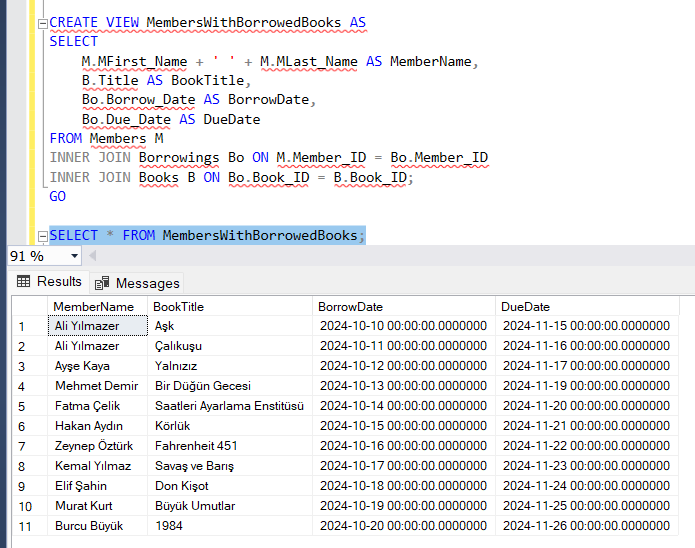 CREATE VIEW MembersWithBorrowedBooks AS
SELECT
M.MFirst_Name + ' ' + M.MLast_Name AS MemberName,
B.Title AS BookTitle,
Bo.Borrow_Date AS BorrowDate,
Bo.Due_Date AS DueDate
FROM Members M
INNER JOIN Borrowings Bo ON M.Member_ID = Bo.Member_ID
INNER JOIN Books B ON Bo.Book_ID = B.Book_ID;
GO
SELECT * FROM MembersWithBorrowedBooks;
91 %
Results Messages
MemberName BookTitle BorrowDate DueDate
1 Ali Yılmazer Aşk 2024-10-10 00:00:00.0000000 2024-11-15 00:00:00.0000000
2 Ali Yılmazer Çalıkuşu 2024-10-11 00:00:00.0000000 2024-11-16 00:00:00.0000000
3 Ayşe Kaya Yalnızız 2024-10-12 00:00:00.0000000 2024-11-17 00:00:00.0000000
4 Mehmet Demir Bir Düğün Gecesi 2024-10-13 00:00:00.0000000 2024-11-19 00:00:00.0000000
5 Fatma Çelik Saatleri Ayarlama Enstitüsü 2024-10-14 00:00:00.0000000 2024-11-20 00:00:00.0000000
6 Hakan Aydın Körlük 2024-10-15 00:00:00.0000000 2024-11-21 00:00:00.0000000
7 Zeynep Öztürk Fahrenheit 451 2024-10-16 00:00:00.0000000 2024-11-22 00:00:00.0000000
8 Kemal Yılmaz Savaş ve Barış 2024-10-17 00:00:00.0000000 2024-11-23 00:00:00.0000000
9 Elif Şahin Don Kişot 2024-10-18 00:00:00.0000000 2024-11-24 00:00:00.0000000
10 Murat Kurt Büyük Umutlar 2024-10-19 00:00:00.0000000 2024-11-25 00:00:00.0000000
11 Burcu Büyük 1984 2024-10-20 00:00:00.0000000 2024-11-26 00:00:00.0000000